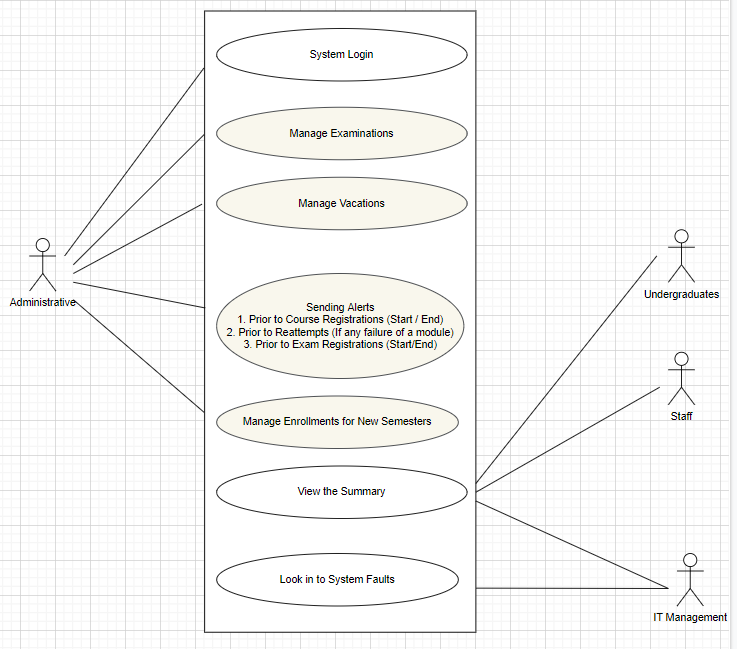 System Login
Manage Examinations
Manage Vacations
Sending Alerts
1. Prior to Course Registrations (Start / End)
2. Prior to Reattempts (If any failure of a module)
3. Prior to Exam Registrations (Start/End)
Manage Enrollments for New Semesters
View the Summary
Look in to System Faults
Administrative
Undergraduates
Staff
IT Management